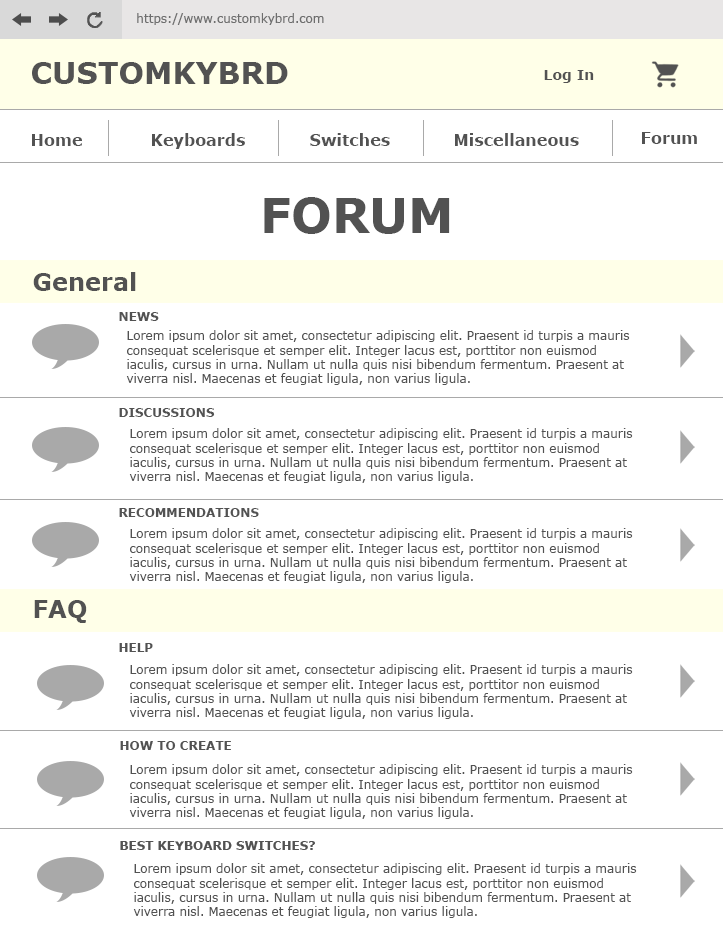 https://www.customkybrd.com
CUSTOMKYBRD
Log In
Home
Keyboards
Switches
Miscellaneous
Forum
FORUM
General
NEWS
Lorem ipsum dolor sit amet, consectetur adipiscing elit. Praesent id turpis a mauris
consequat scelerisque et semper elit. Integer lacus est, porttitor non euismod
iaculis, cursus in urna. Nullam ut nulla quis nisi bibendum fermentum. Praesent at
viverra nisl. Maecenas et feugiat ligula, non varius ligula.
DISCUSSIONS
Lorem ipsum dolor sit amet, consectetur adipiscing elit. Praesent id turpis a mauris
consequat scelerisque et semper elit. Integer lacus est, porttitor non euismod
iaculis, cursus in urna. Nullam ut nulla quis nisi bibendum fermentum. Praesent at
viverra nisl. Maecenas et feugiat ligula, non varius ligula.
RECOMMENDATIONS
Lorem ipsum dolor sit amet, consectetur adipiscing elit. Praesent id turpis a mauris
consequat scelerisque et semper elit. Integer lacus est, porttitor non euismod
iaculis, cursus in urna. Nullam ut nulla quis nisi bibendum fermentum. Praesent at
viverra nisl. Maecenas et feugiat ligula, non varius ligula.
FAQ
HELP
Lorem ipsum dolor sit amet, consectetur adipiscing elit. Praesent id turpis a mauris
consequat scelerisque et semper elit. Integer lacus est, porttitor non euismod
iaculis, cursus in urna. Nullam ut nulla quis nisi bibendum fermentum. Praesent at
viverra nisl. Maecenas et feugiat ligula, non varius ligula.
HOW TO CREATE
Lorem ipsum dolor sit amet, consectetur adipiscing elit. Praesent id turpis a mauris
consequat scelerisque et semper elit. Integer lacus est, porttitor non euismod
iaculis, cursus in urna. Nullam ut nulla quis nisi bibendum fermentum. Praesent at
viverra nisl. Maecenas et feugiat ligula, non varius ligula.
BEST KEYBOARD SWITCHES?
Lorem ipsum dolor sit amet, consectetur adipiscing elit. Praesent id turpis a mauris
consequat scelerisque et semper elit. Integer lacus est, porttitor non euismod
iaculis, cursus in urna. Nullam ut nulla quis nisi bibendum fermentum. Praesent at
viverra nisl. Maecenas et feugiat ligula, non varius ligula.